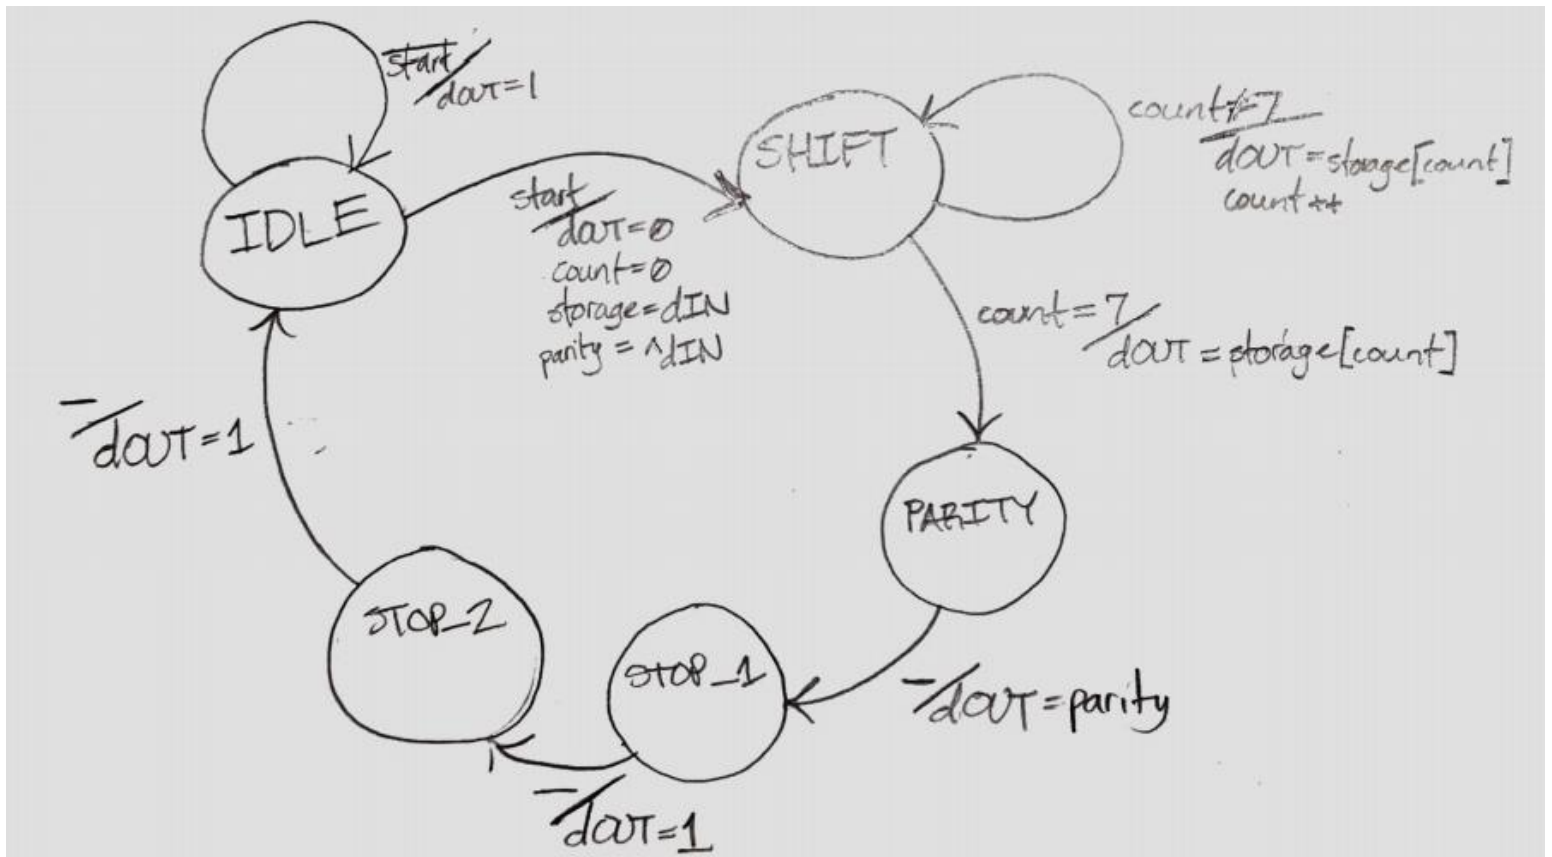 s̅t̅a̅r̅t̅/
dOUT=1
IDLE
start/
dOUT=0
count=0
storage=dIN
parity=^dIN
SHIFT
count≠7/
dOUT=storage[count]
count++
count=7/
dOUT=storage[count]
PARITY
-/dOUT=parity
STOP_1
-/dOUT=1
STOP_2
-/dOUT=1